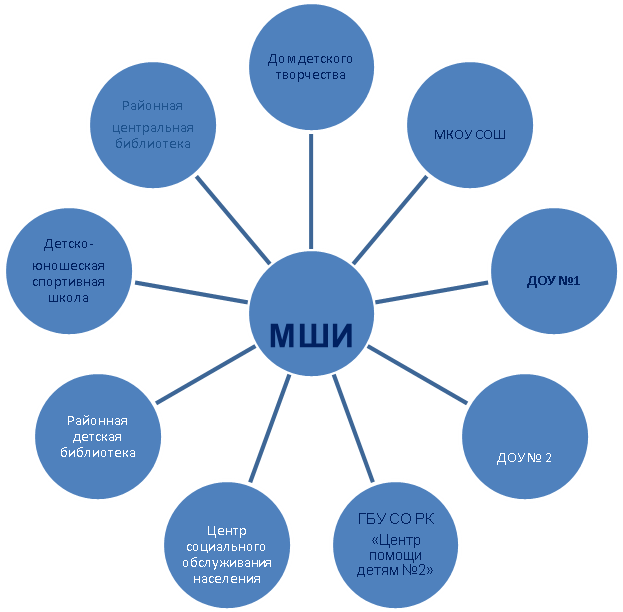 Дом детского
творчества
Районная
центральная
библиотека
МКОУ СОШ
Детско-
юношеская
спортивная
школа
ДОУ №1
МШИ
Районная
детская
библиотека
ДОУ № 2
Центр
социального
обслуживания
населения
ГБУ СО РК
«Центр
помощи
детям №2»